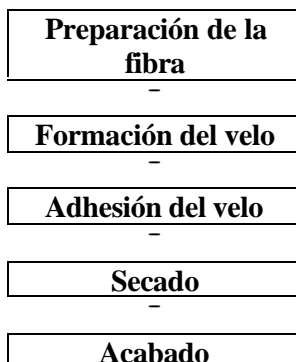 Preparación de la
fibra
–
Formación del velo
–
Adhesión del velo
–
Secado
–
Acabado